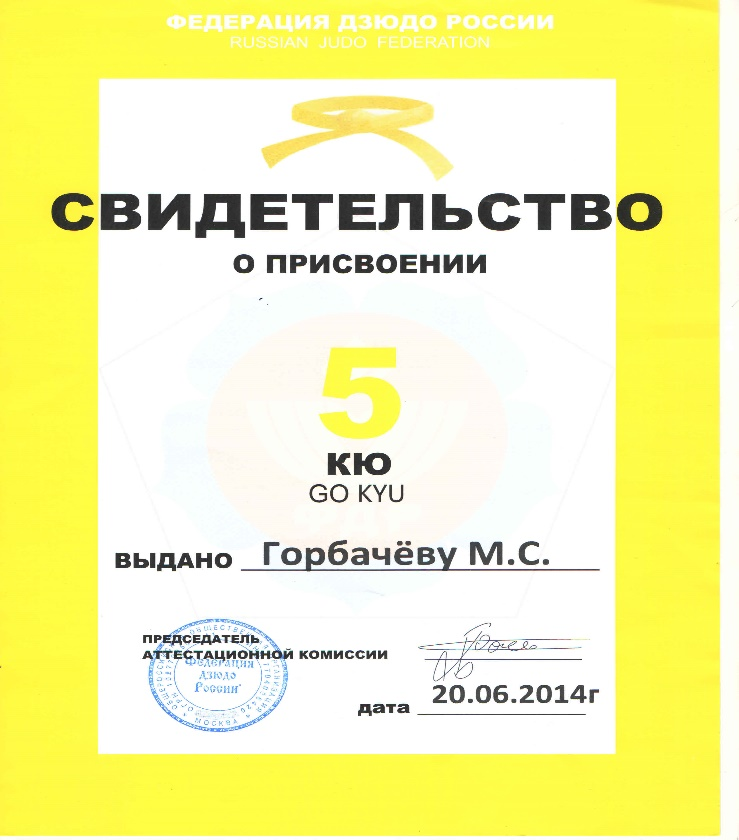 ФЕДЕРАЦИЯ ДЗЮДО РОССИИ
RUSSIAN JUDO FEDERATION
СВИДЕТЕЛЬСТВО
О ПРИСВОЕНИИ
5
КЮ
GO KYU
ВЫДАНО Горбачёву М.С.
ПРЕДСЕДАТЕЛЬ
АТТЕСТАЦИОННОЙ КОМИССИИ
Федерация
дзюдо
России
МОСКВА
дата 20.06.2014г